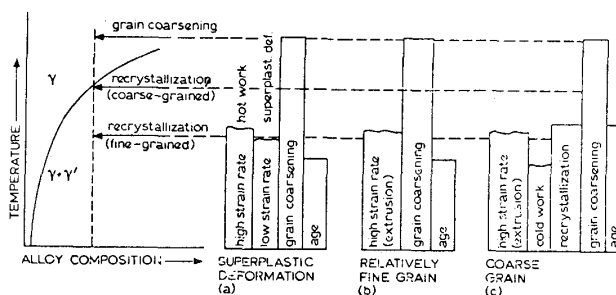 TEMPERATURE
γ
γ+γ'
grain coarsening
recrystallization
(coarse-grained)
recrystallization
(fine-grained)
ALLOY COMPOSITION
hot work
superplast. def.
high strain rate
low strain rate
grain coarsening
age
SUPERPLASTIC
DEFORMATION
(a)
high strain rate
(extrusion)
grain coarsening
age
RELATIVELY
FINE GRAIN
(b)
high strain rate
(extrusion)
cold work
recrystallization
grain coarsening
age
COARSE
GRAIN
(c)